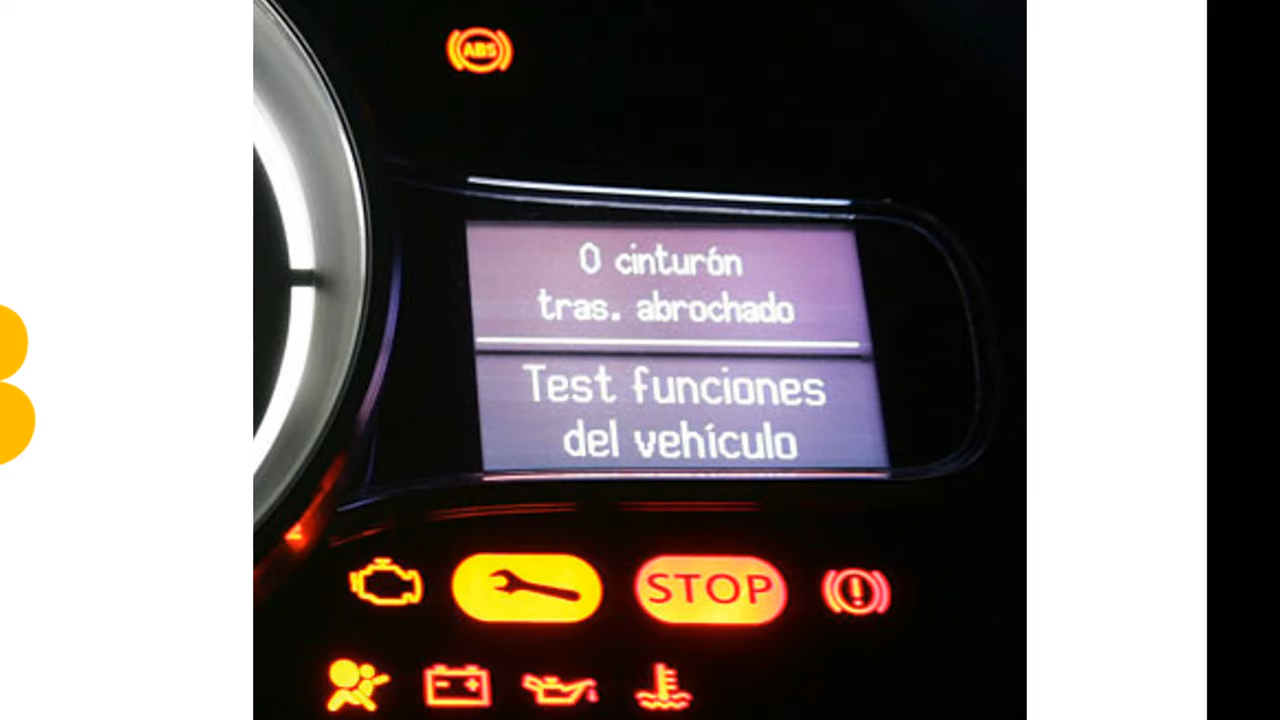 ABS
0 cinturón
tras. abrochado
Test funciones
del vehículo
STOP